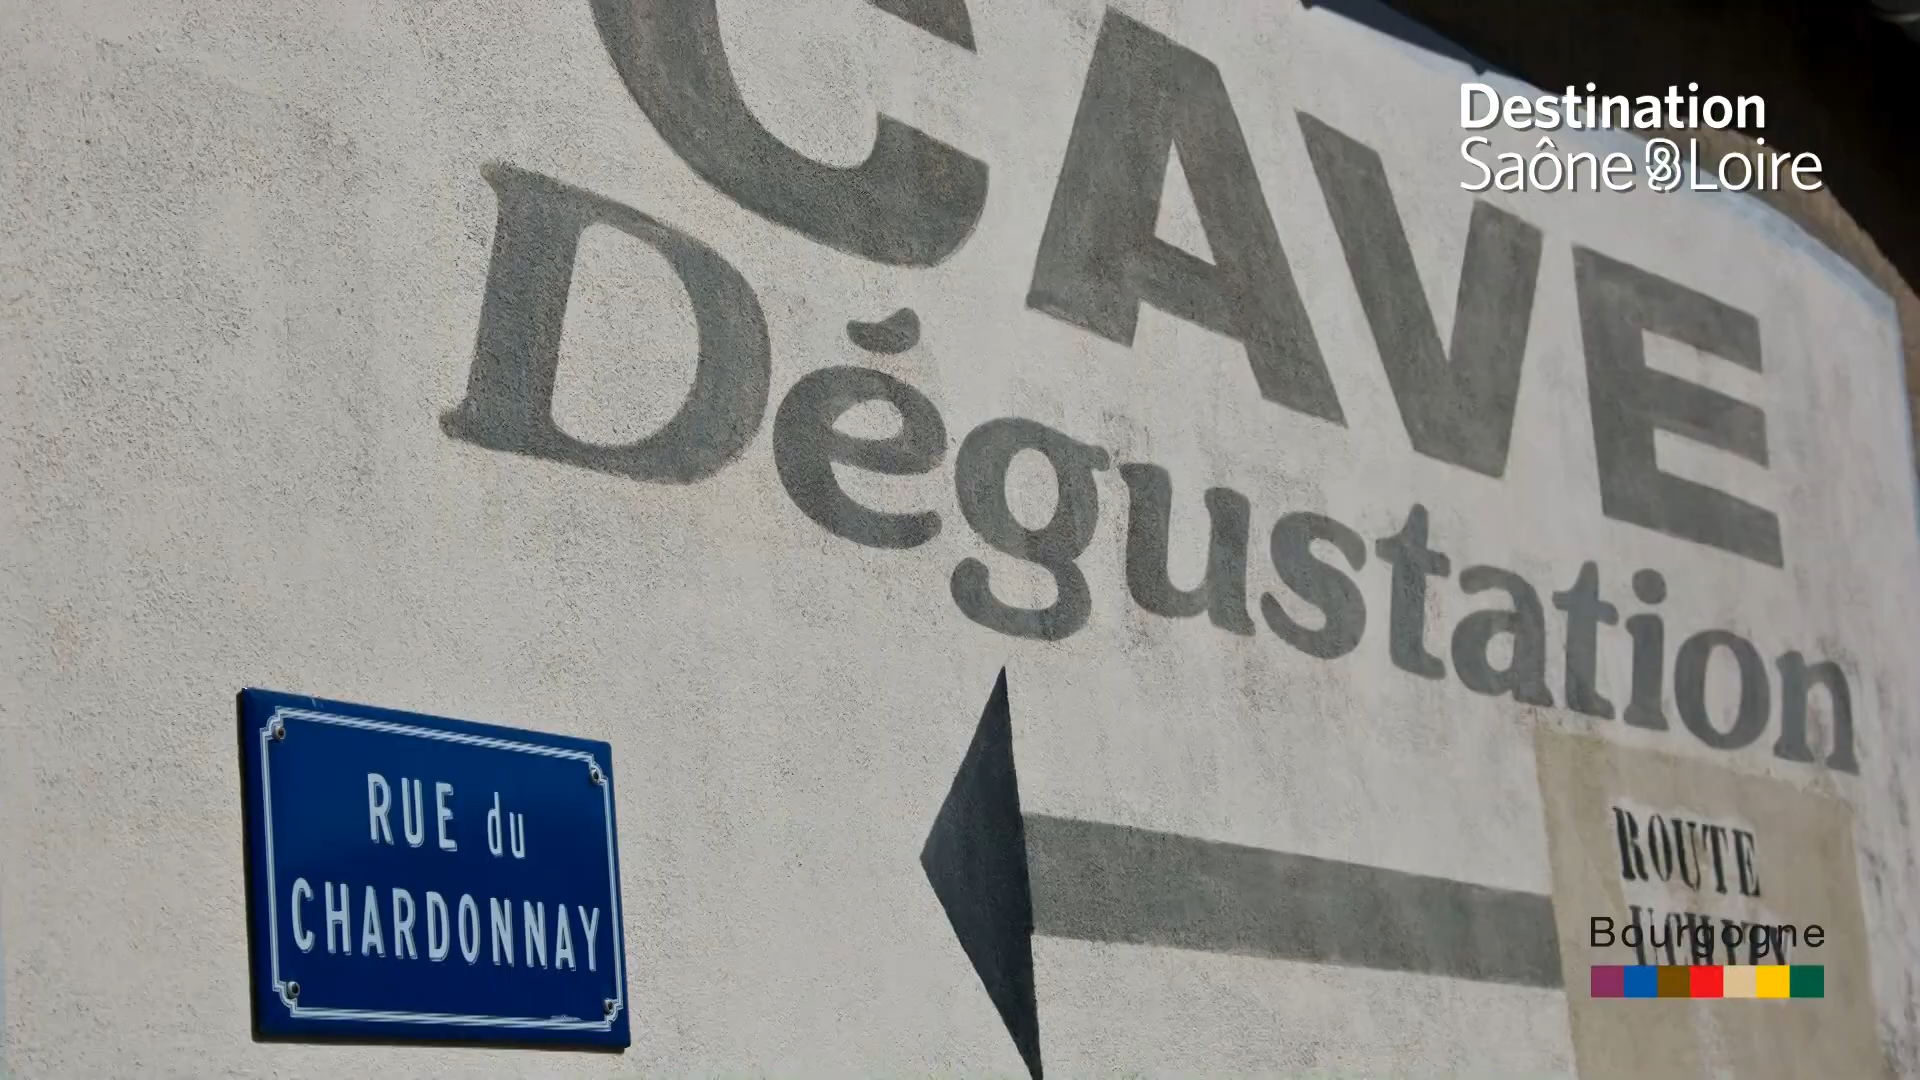 CAVE
Dégustation
Destination
Saône & Loire
RUE du
CHARDONNAY
ROUTE
Bourgogne